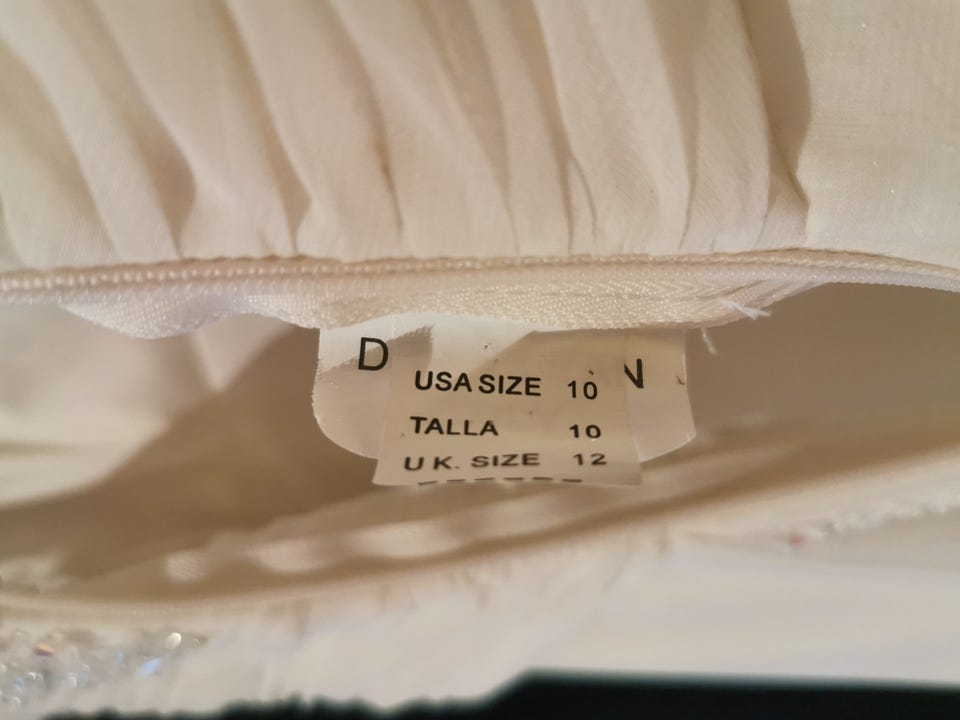 D N
USA SIZE 10
TALLA 10
U K. SIZE 12